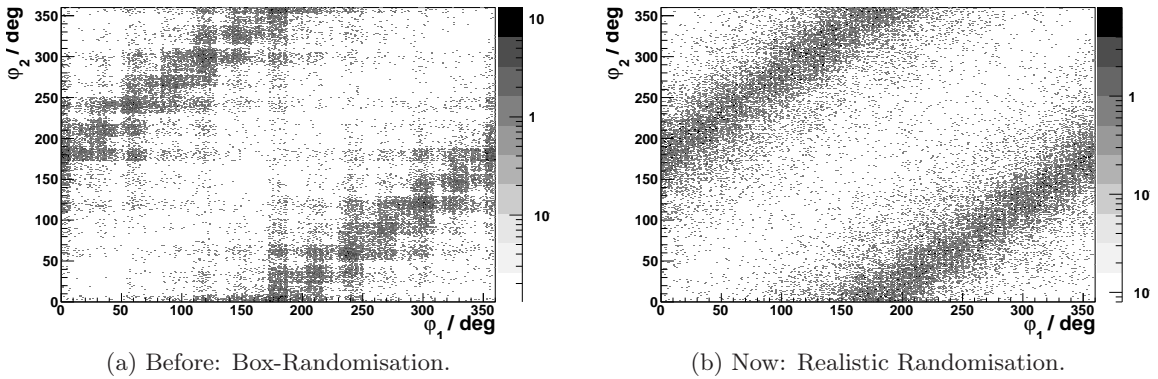 φ₂ / deg
350
300
250
200
150
100
50
0
0 50 100 150 200 250 300 350
φ₁ / deg
10
1
10
(a) Before: Box-Randomisation.
φ₂ / deg
350
300
250
200
150
100
50
0
0 50 100 150 200 250 300 350
φ₁ / deg
1
10
10
(b) Now: Realistic Randomisation.